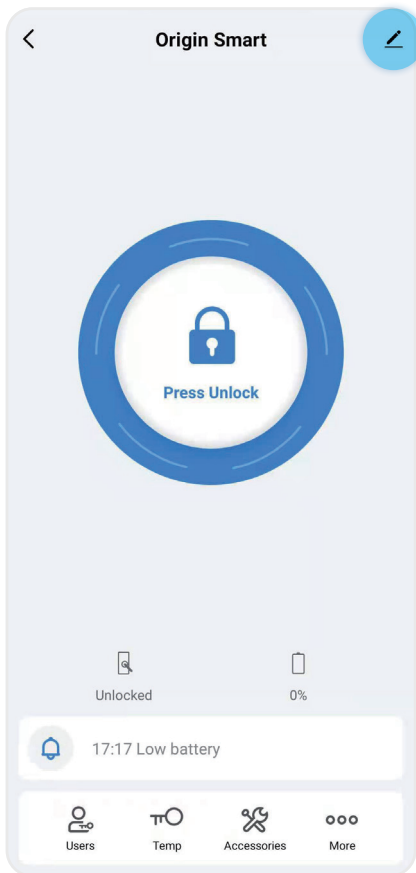 Origin Smart
Press Unlock
Unlocked 0%
17:17 Low battery
Users Temp Accessories More